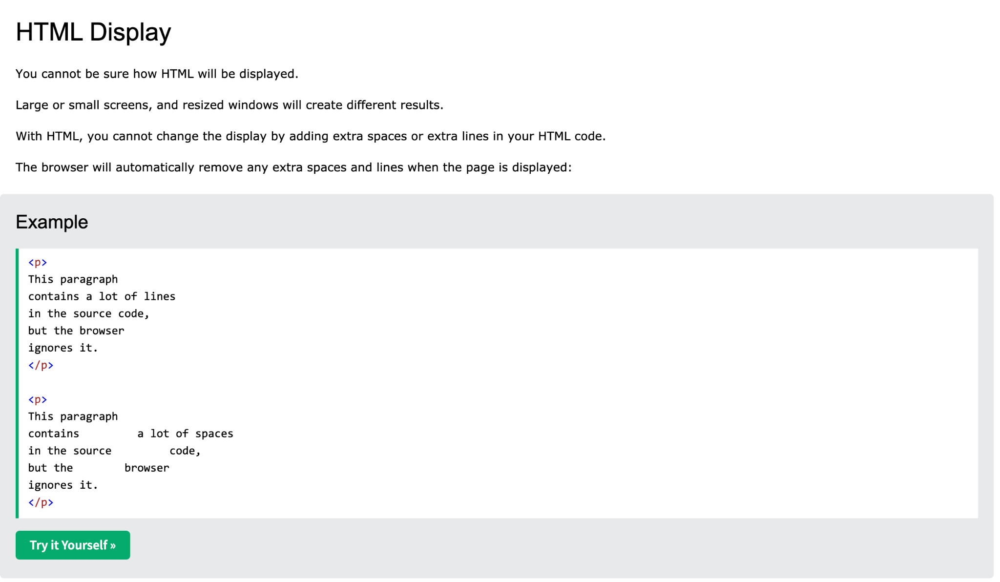 HTML Display
You cannot be sure how HTML will be displayed.
Large or small screens, and resized windows will create different results.
With HTML, you cannot change the display by adding extra spaces or extra lines in your HTML code.
The browser will automatically remove any extra spaces and lines when the page is displayed:
Example
<p>
This paragraph
contains a lot of lines
in the source code,
but the browser
ignores it.
</p>

<p>
This paragraph
contains         a lot of spaces
in the source         code,
but the        browser
ignores it.
</p>
Try it Yourself »